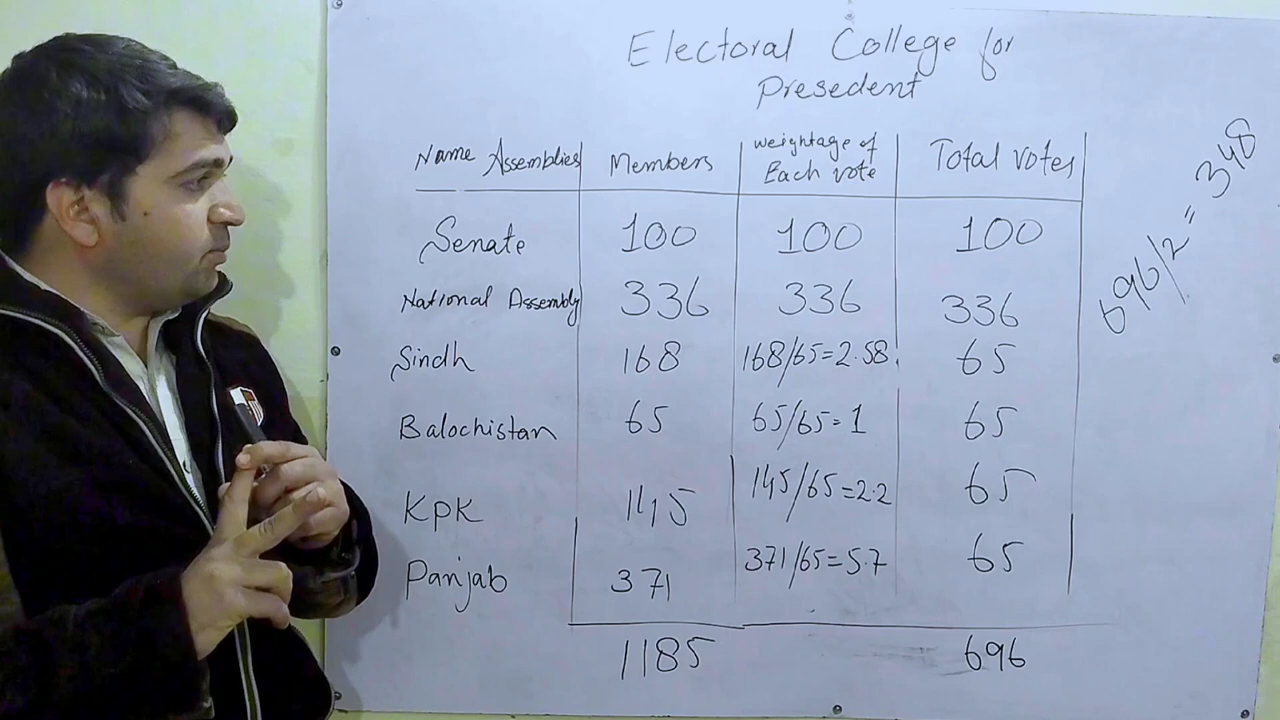 Electoral College for
Presedent
Name Assemblies Members weightage of Each vote Total votes
Senate 100 100 100
National Assembly 336 336 336
Sindh 168 168/65=2.58 65
Balochistan 65 65/65=1 65
KPK 145 145/65=2.2 65
Panjab 371 371/65=5.7 65
1185 696
696/2 = 348